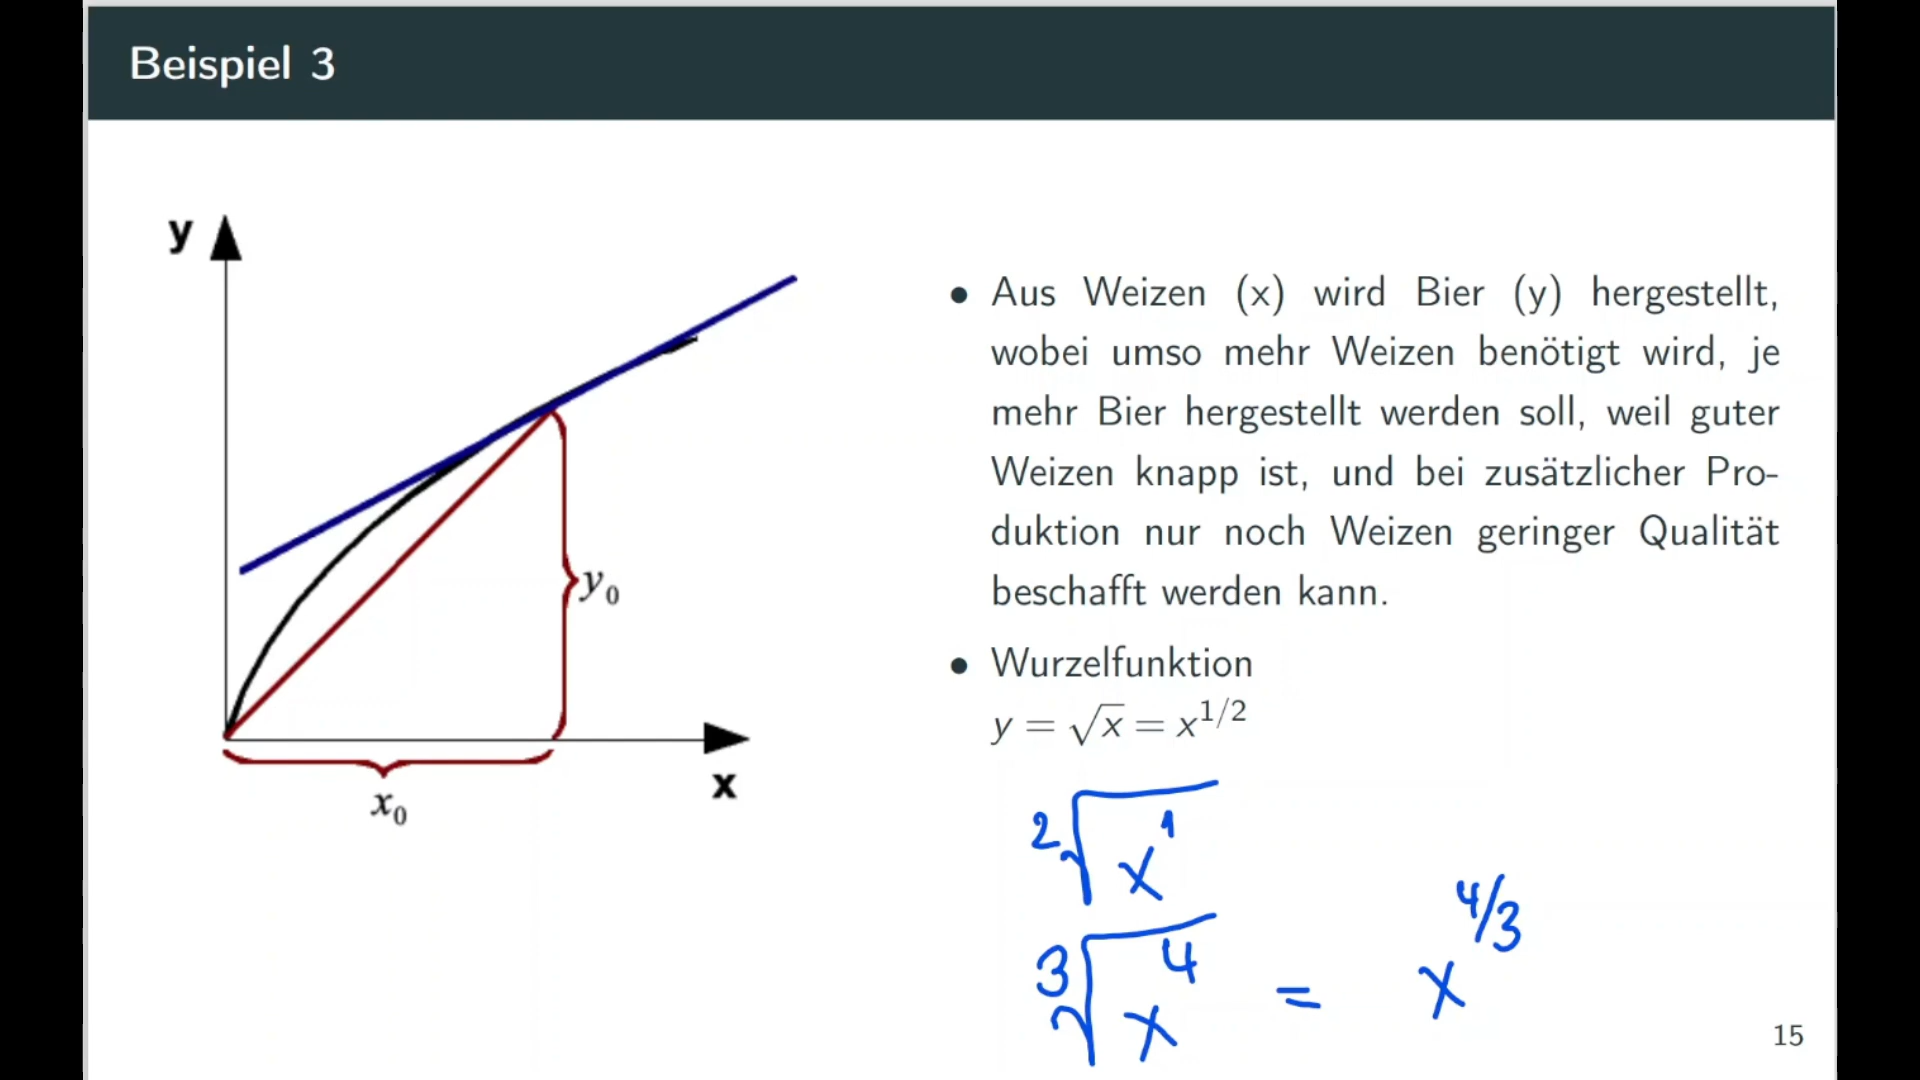 Beispiel 3
y
y₀
x
x₀
• Aus Weizen (x) wird Bier (y) hergestellt,
wobei umso mehr Weizen benötigt wird, je
mehr Bier hergestellt werden soll, weil guter
Weizen knapp ist, und bei zusätzlicher Pro-
duktion nur noch Weizen geringer Qualität
beschafft werden kann.
• Wurzelfunktion
y = √x = x^{1/2}
²√x¹
³√x⁴ = x^{4/3}
15